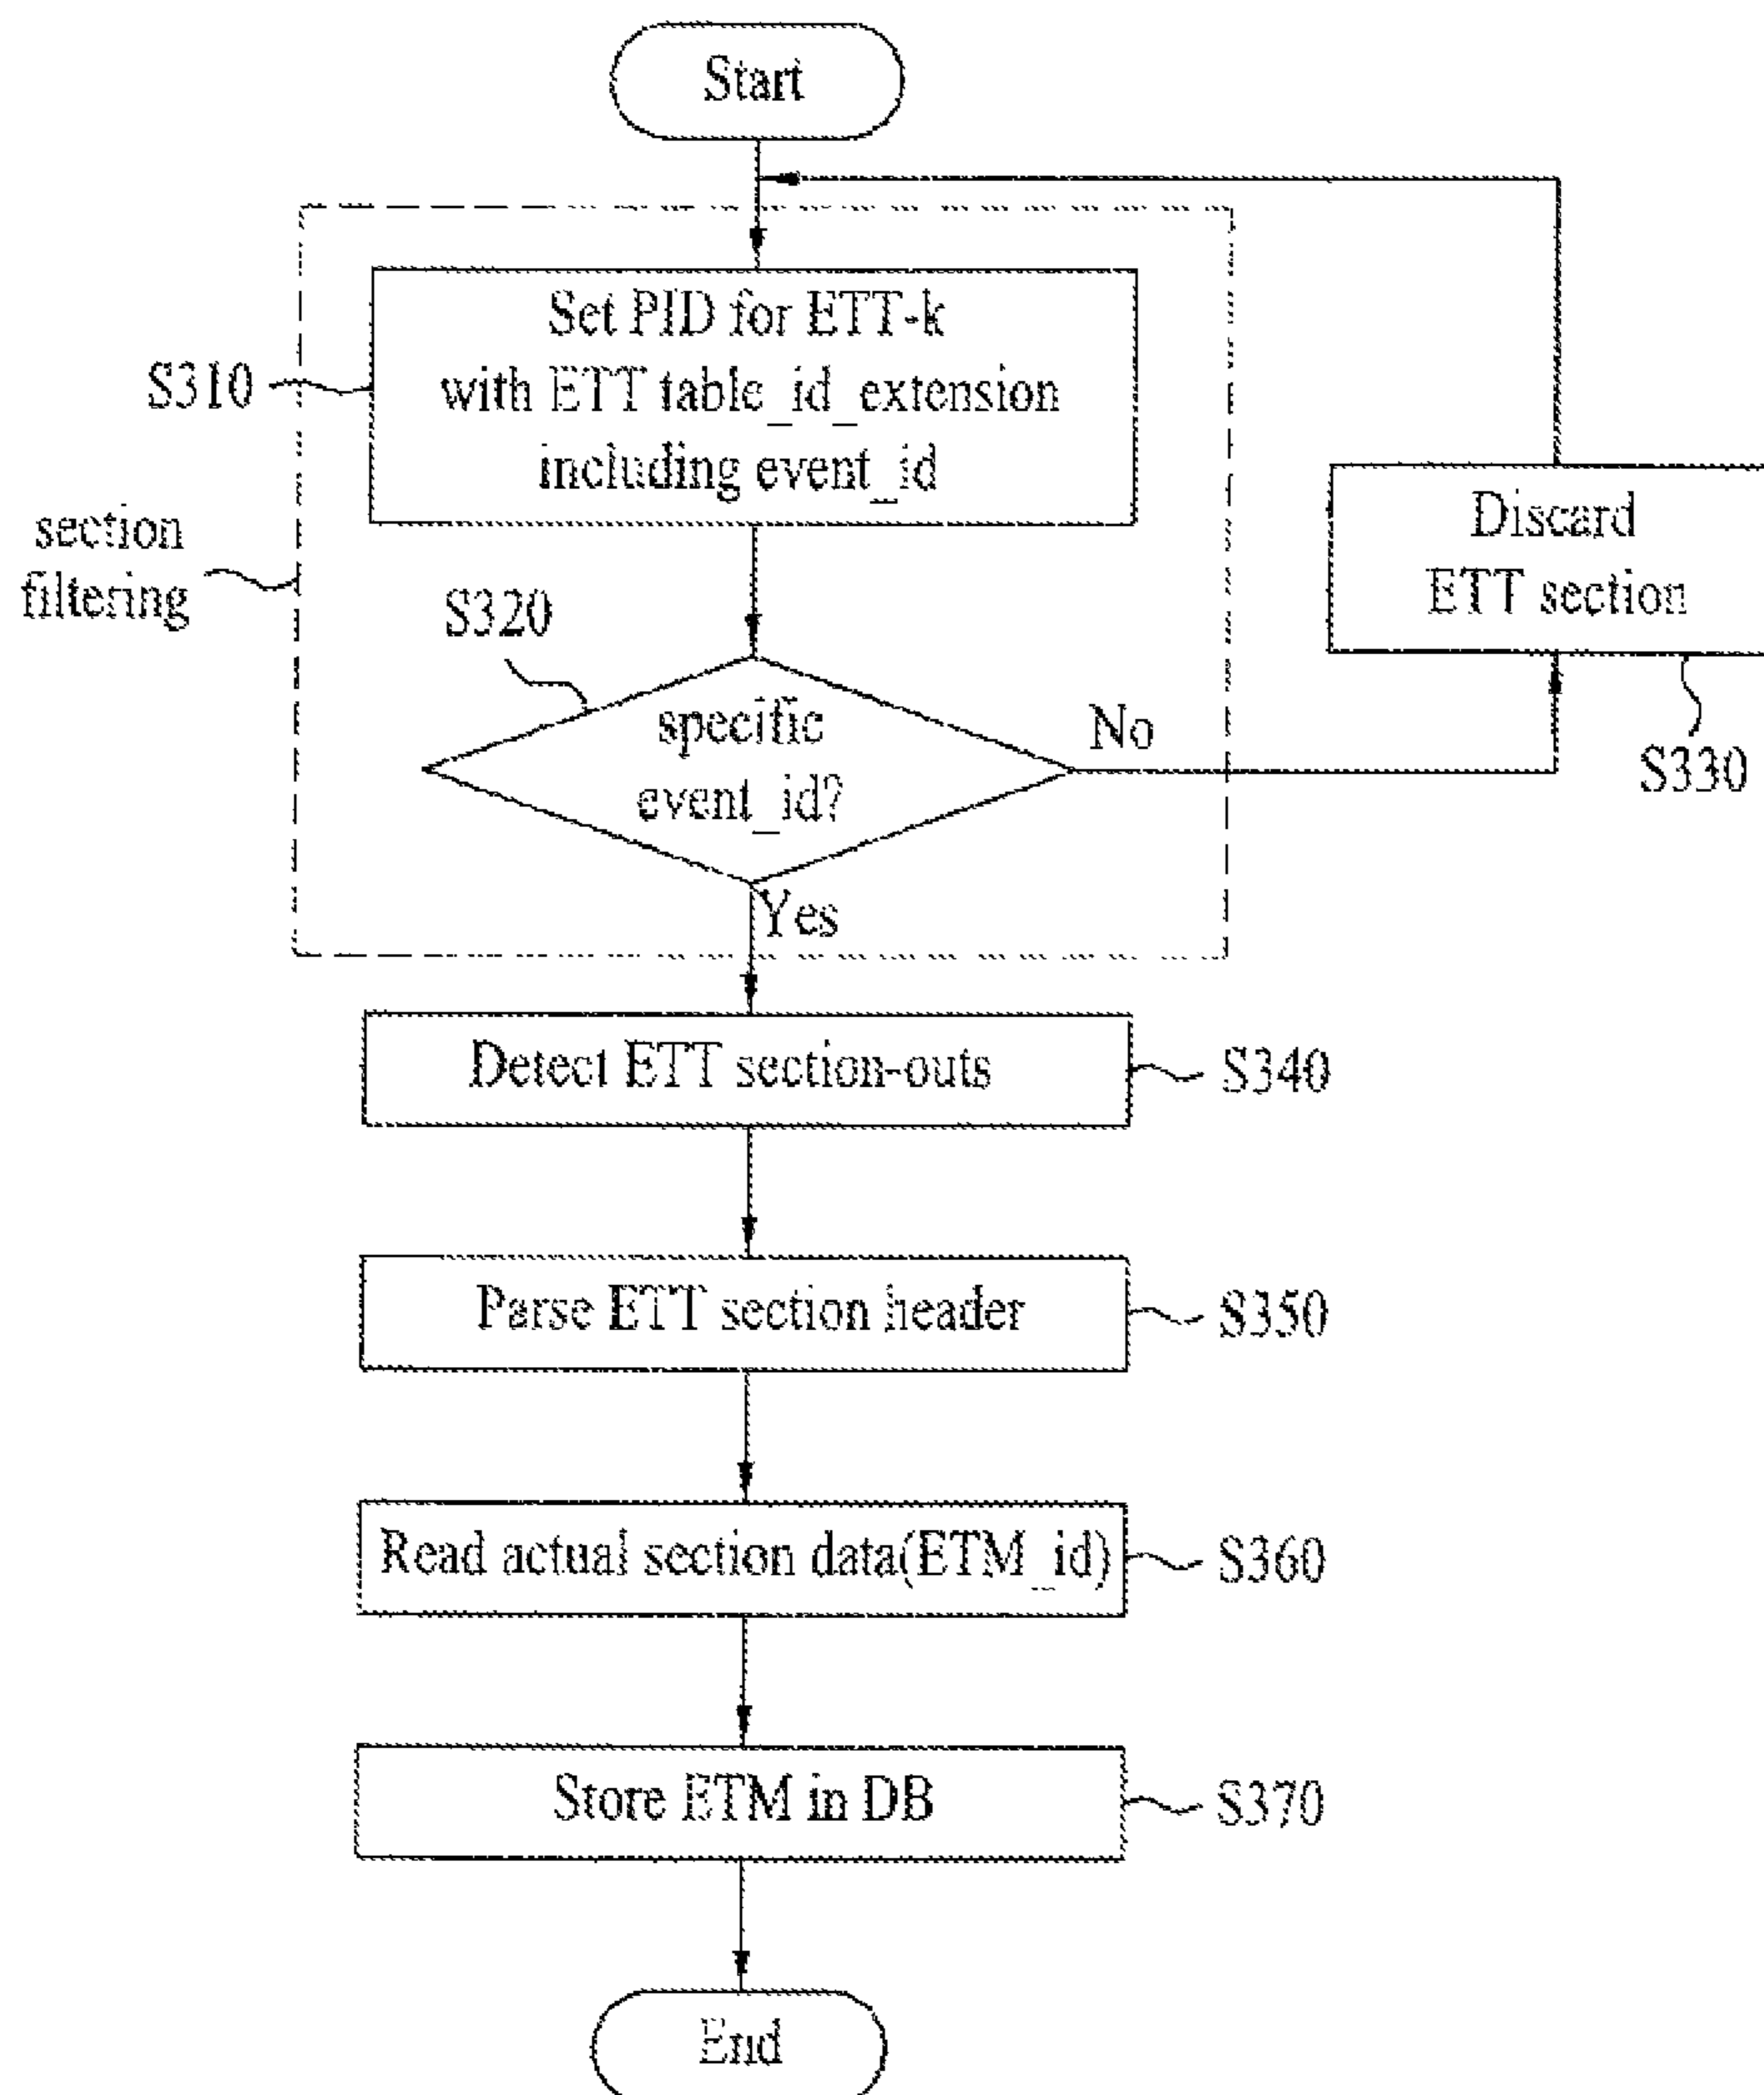 Start
Set PID for ETT-k
with ETT table_id_extension
including event_id
S310
section
filtering
Discard
ETT section
S330
S320
specific
event_id?
No
Yes
Detect ETT section-outs
S340
Parse ETT section header
S350
Read actual section data(ETM_id)
S360
Store ETM in DB
S370
End